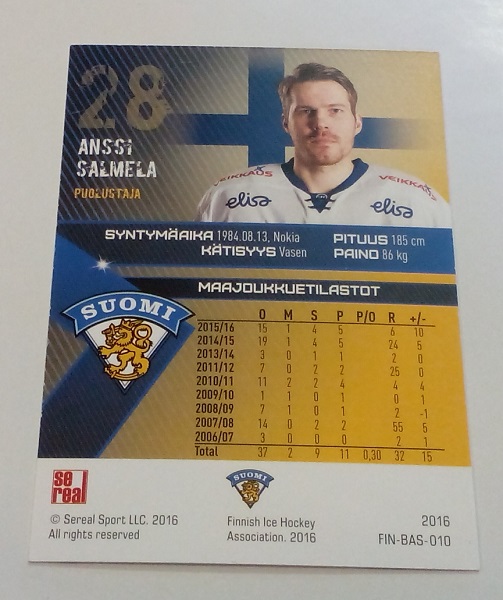 28
ANSSI
SALMELA
PUOLUSTAJA
VEIKKAUS
VEIKKAUS
elisa
elisa
SYNTYMÄAIKA 1984.08.13, Nokia PITUUS 185 cm
KÄTISYYS Vasen PAINO 86 kg
MAAJOUKKUETILASTOT
SUOMI
O M S P P/O R +/-
2015/16 15 1 4 5 6 10
2014/15 19 1 4 5 24 5
2013/14 3 0 1 1 2 0
2011/12 7 0 2 2 25 0
2010/11 11 2 2 4 4 4
2009/10 1 1 0 1 0 1
2008/09 7 1 0 1 2 -1
2007/08 14 0 2 2 55 5
2006/07 3 0 0 0 2 1
Total 37 2 9 11 0,30 32 15
se
real
SUOMI
© Sereal Sport LLC. 2016
All rights reserved
Finnish Ice Hockey
Association. 2016
2016
FIN-BAS-010